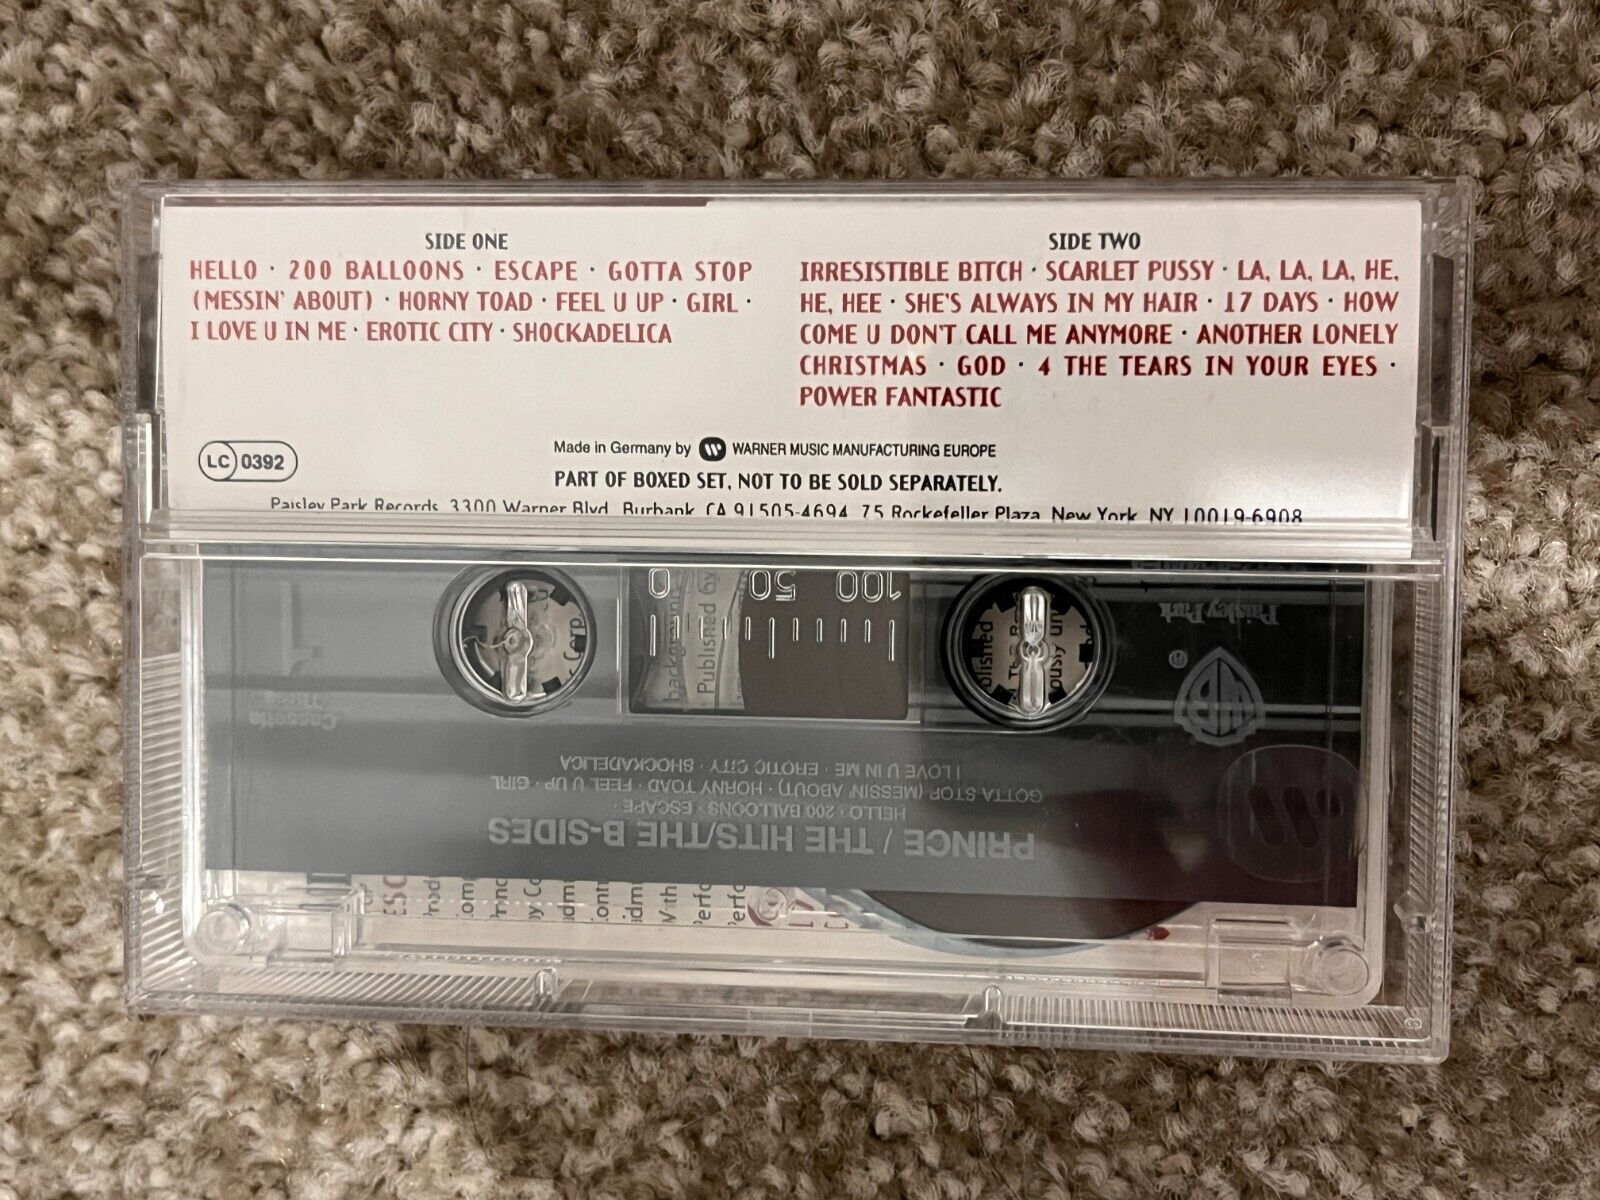 SIDE ONE
HELLO · 200 BALLOONS · ESCAPE · GOTTA STOP
(MESSIN' ABOUT) · HORNY TOAD · FEEL U UP · GIRL ·
I LOVE U IN ME · EROTIC CITY · SHOCKADELICA
SIDE TWO
IRRESISTIBLE BITCH · SCARLET PUSSY · LA, LA, LA, HE,
HE, HEE · SHE'S ALWAYS IN MY HAIR · 17 DAYS · HOW
COME U DON'T CALL ME ANYMORE · ANOTHER LONELY
CHRISTMAS · GOD · 4 THE TEARS IN YOUR EYES ·
POWER FANTASTIC
LC 0392
Made in Germany by WARNER MUSIC MANUFACTURING EUROPE
PART OF BOXED SET, NOT TO BE SOLD SEPARATELY.
Paisley Park Records, 3300 Warner Blvd, Burbank, CA 91505-4694, 75 Rockefeller Plaza, New York, NY 10019-6908
0 50 100
Published by
Corp
Paisley Park
WB
PRINCE / THE HITS/THE B-SIDES
HELLO · 200 BALLOONS · ESCAPE ·
GOTTA STOP (MESSIN' ABOUT) · HORNY TOAD · FEEL U UP · GIRL
I LOVE U IN ME · EROTIC CITY · SHOCKADELICA